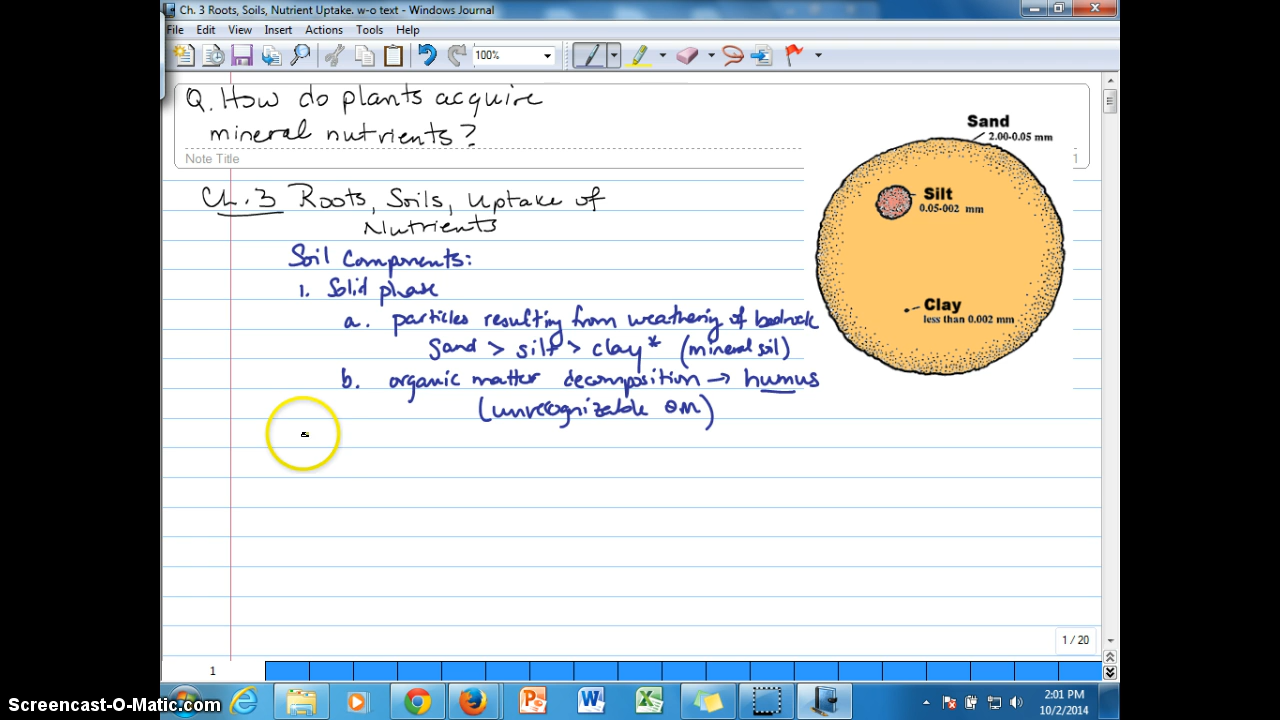 Ch. 3 Roots, Soils, Nutrient Uptake. w-o text - Windows Journal
File Edit View Insert Actions Tools Help
100%
Q. How do plants acquire
mineral nutrients?
Note Title
1
Ch. 3 Roots, Soils, Uptake of
Nutrients
Soil Components:
1. Solid phase
a. particles resulting from weathering of bedrock
Sand > silt > clay* (mineral soil)
b. organic matter decomposition → humus
(unrecognizable OM)
Sand
2.00-0.05 mm
Silt
0.05-002 mm
Clay
less than 0.002 mm
1 / 20
1
Screencast-O-Matic.com
2:01 PM
10/2/2014